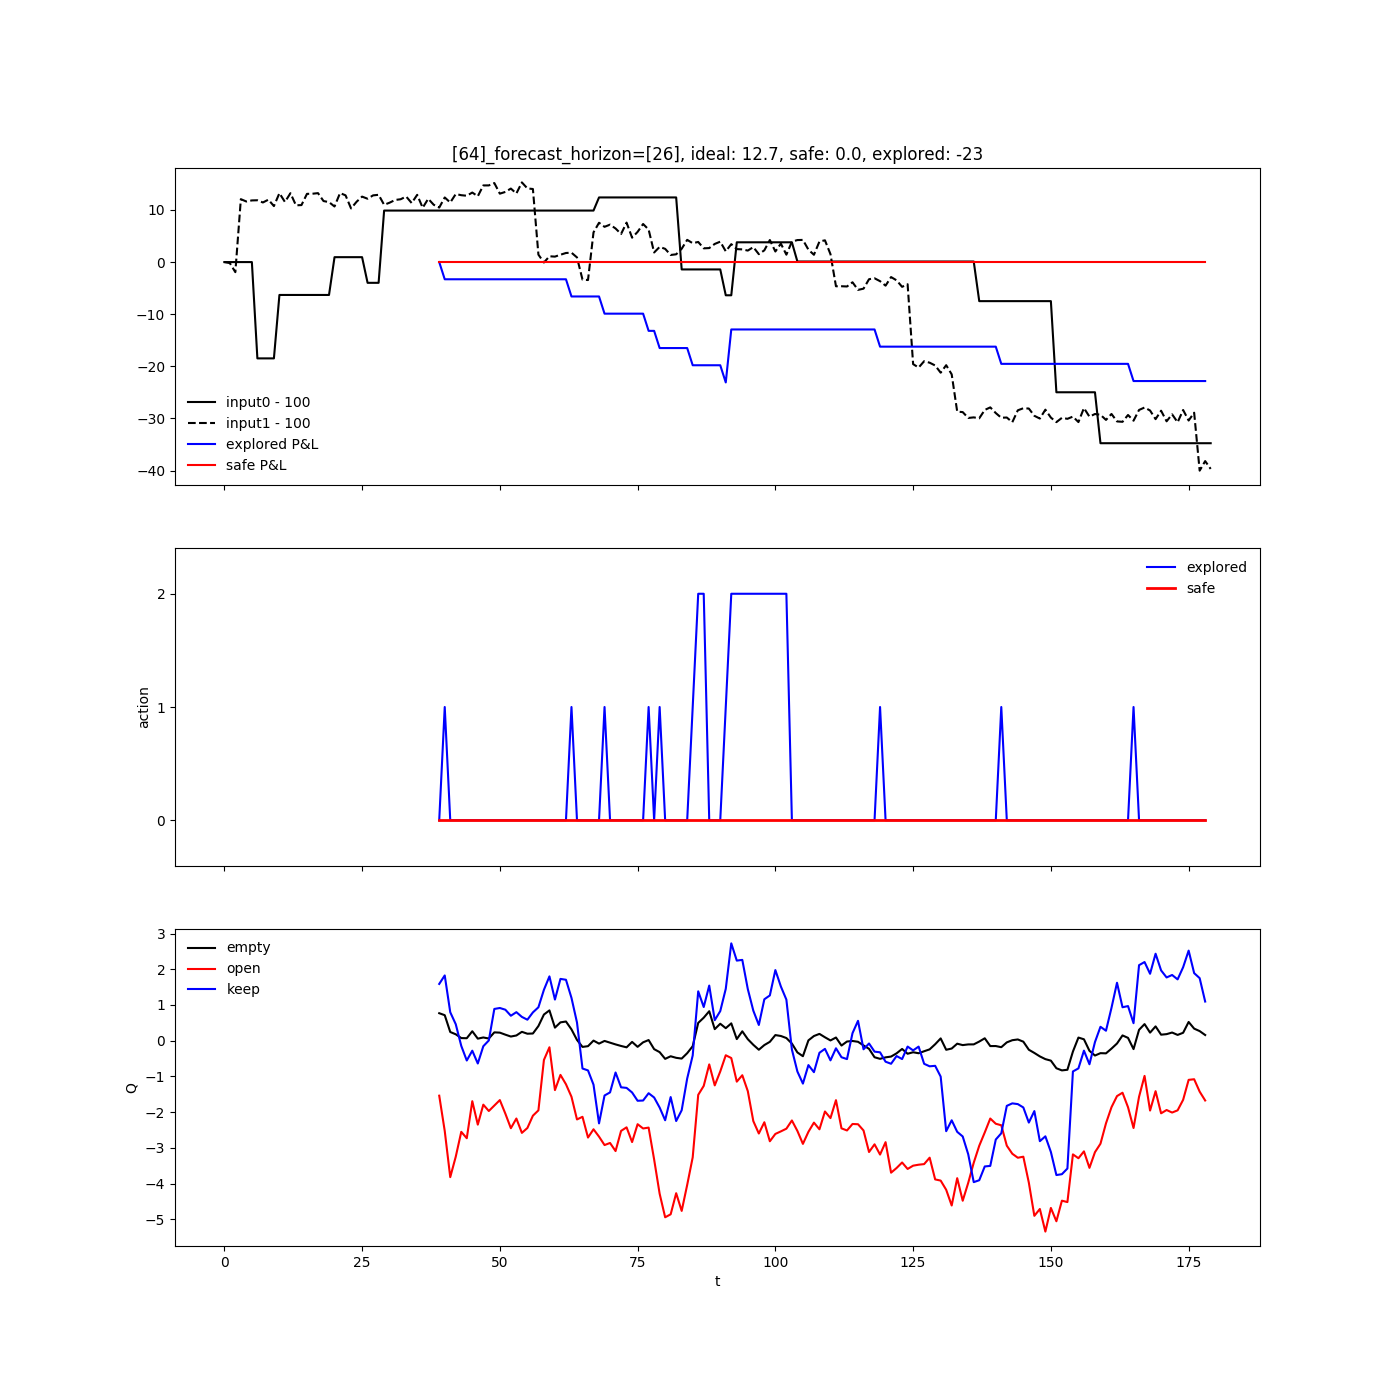 [64]_forecast_horizon=[26], ideal: 12.7, safe: 0.0, explored: -23
10
0
−10
−20
−30
−40
input0 - 100
input1 - 100
explored P&L
safe P&L
action
2
1
0
explored
safe
Q
3
2
1
0
−1
−2
−3
−4
−5
empty
open
keep
0 25 50 75 100 125 150 175
t